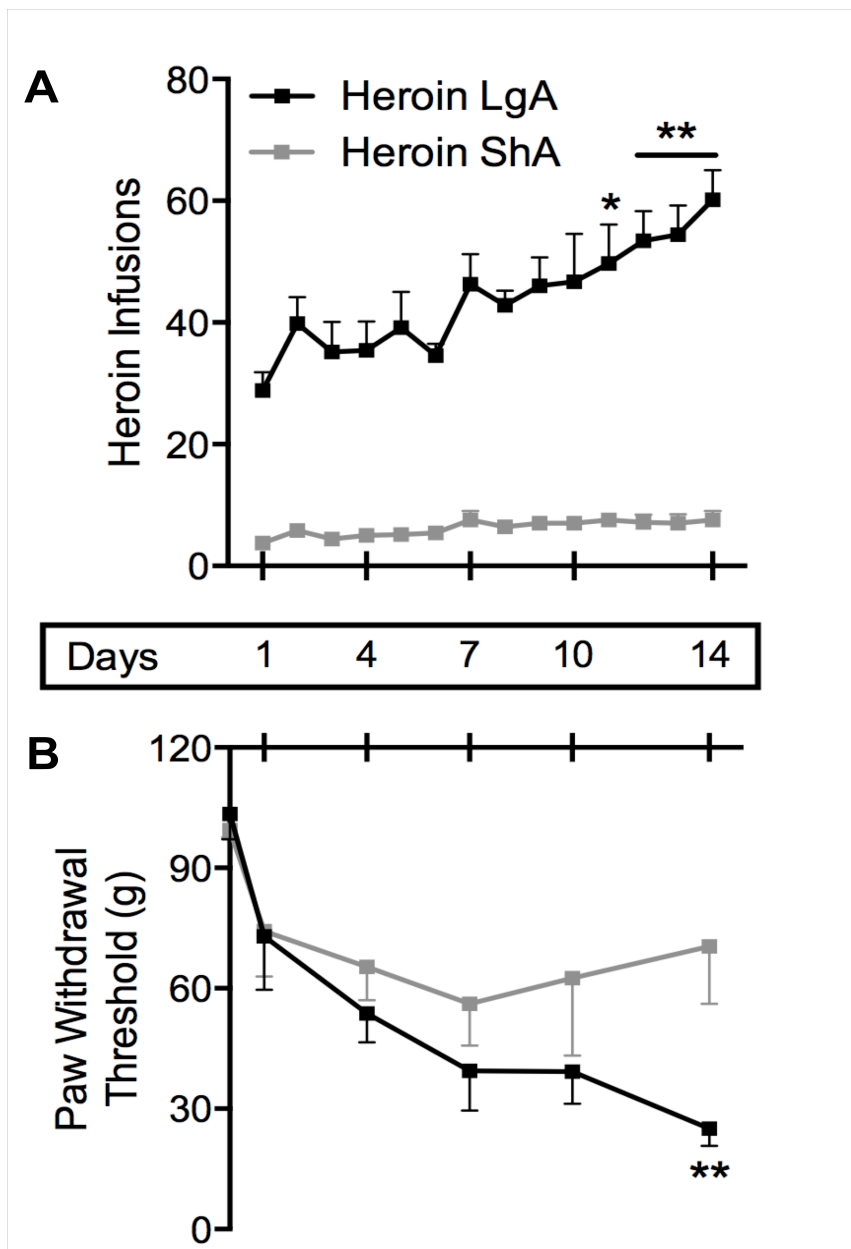 A
80
Heroin LgA
Heroin ShA
**
*
60
40
20
0
Heroin Infusions
Days 1 4 7 10 14
B
120
90
60
30
0
Paw Withdrawal
Threshold (g)
**